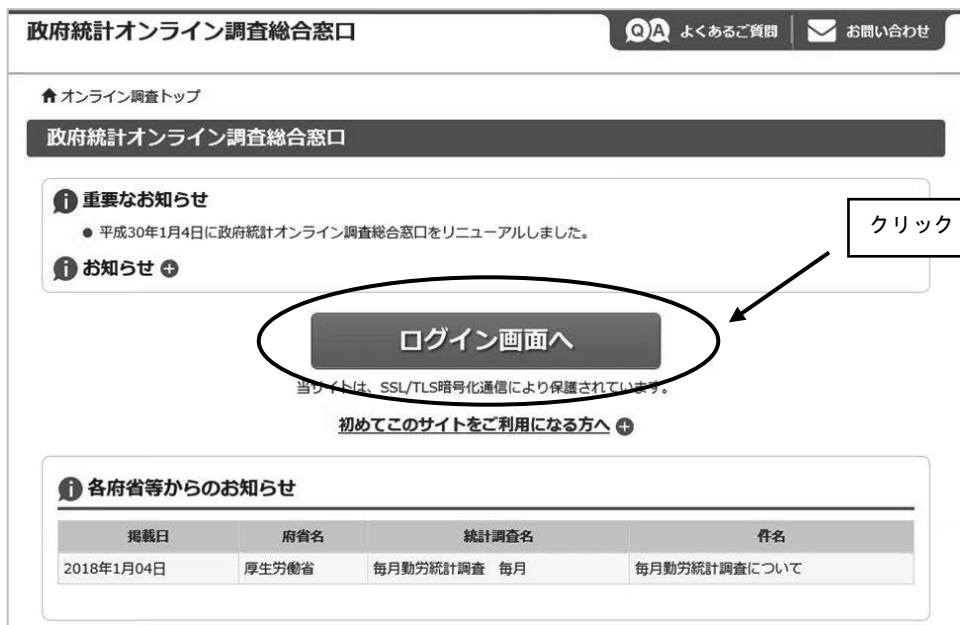 政府統計オンライン調査総合窓口
QA よくあるご質問 お問い合わせ
オンライン調査トップ
政府統計オンライン調査総合窓口
重要なお知らせ
● 平成30年1月4日に政府統計オンライン調査総合窓口をリニューアルしました。
クリック
お知らせ
ログイン画面へ
当サイトは、SSL/TLS暗号化通信により保護されています。
初めてこのサイトをご利用になる方へ
各府省等からのお知らせ
掲載日 府省名 統計調査名 件名
2018年1月04日 厚生労働省 毎月勤労統計調査 毎月 毎月勤労統計調査について